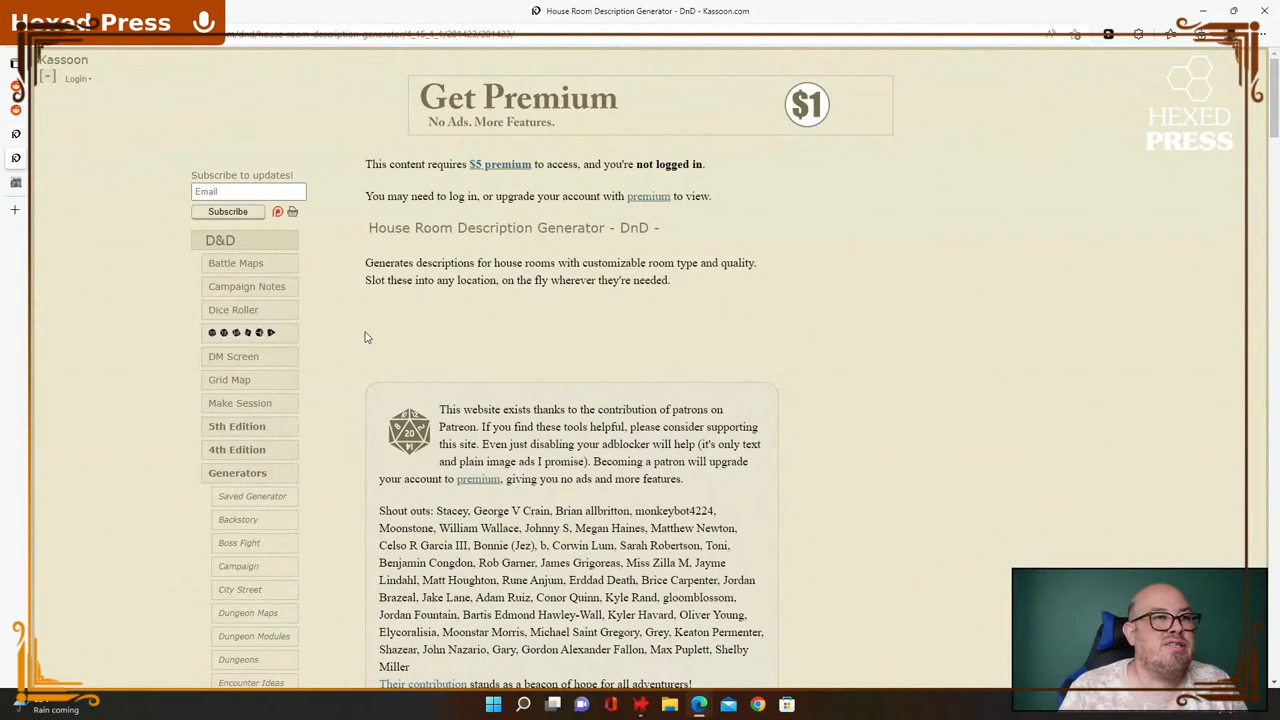 Hexed Press
House Room Description Generator - DnD - Kassoon.com
Kassoon
[-] Login
Get Premium
No Ads. More Features.
$1
HEXED
PRESS
This content requires $5 premium to access, and you're not logged in.
You may need to log in, or upgrade your account with premium to view.
House Room Description Generator - DnD -
Generates descriptions for house rooms with customizable room type and quality.
Slot these into any location, on the fly wherever they're needed.
Subscribe to updates!
Email
Subscribe
D&D
Battle Maps
Campaign Notes
Dice Roller
DM Screen
Grid Map
Make Session
5th Edition
4th Edition
Generators
Saved Generator
Backstory
Boss Fight
Campaign
City Street
Dungeon Maps
Dungeon Modules
Dungeons
Encounter Ideas
20
This website exists thanks to the contribution of patrons on
Patreon. If you find these tools helpful, please consider supporting
this site. Even just disabling your adblocker will help (it's only text
and plain image ads I promise). Becoming a patron will upgrade
your account to premium, giving you no ads and more features.
Shout outs: Stacey, George V Crain, Brian allbritton, monkeybot4224,
Moonstone, William Wallace, Johnny S, Megan Haines, Matthew Newton,
Celso R Garcia III, Bonnie (Jez), b, Corwin Lum, Sarah Robertson, Toni,
Benjamin Congdon, Rob Garner, James Grigoreas, Miss Zilla M, Jayme
Lindahl, Matt Houghton, Rune Anjum, Erddad Death, Brice Carpenter, Jordan
Brazeal, Jake Lane, Adam Ruiz, Conor Quinn, Kyle Rand, gloomblossom,
Jordan Fountain, Bartis Edmond Hawley-Wall, Kyler Havard, Oliver Young,
Elycoralisia, Moonstar Morris, Michael Saint Gregory, Grey, Keaton Permenter,
Shazear, John Nazario, Gary, Gordon Alexander Fallon, Max Puplett, Shelby
Miller
Their contribution stands as a beacon of hope for all adventurers!
Rain coming